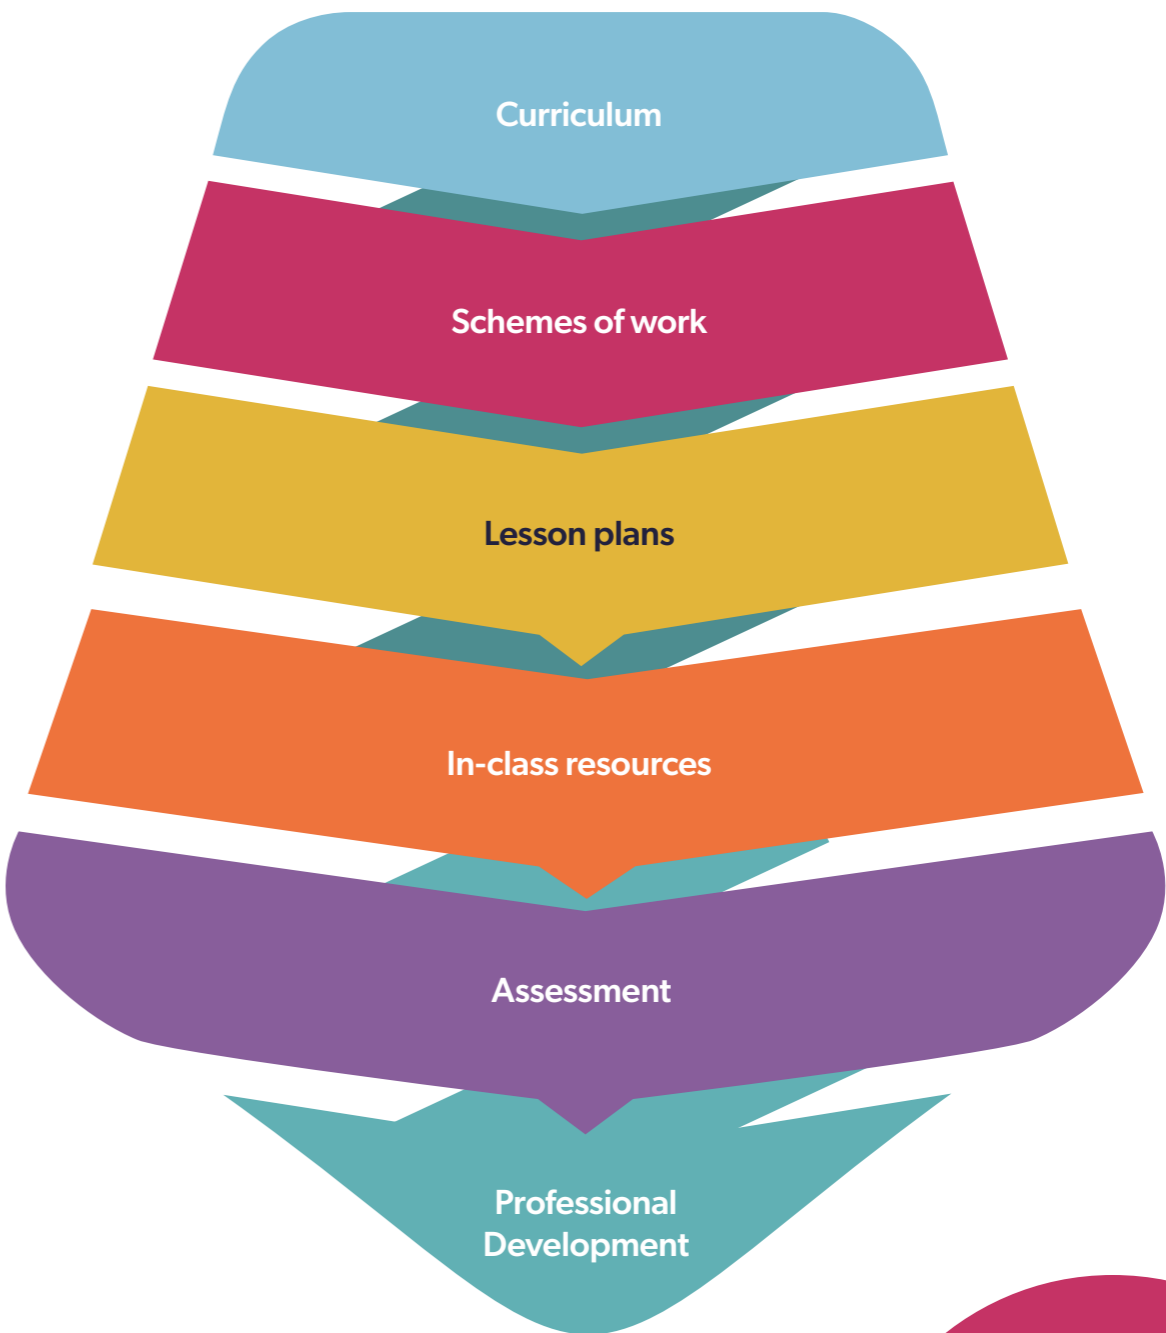 Curriculum
Schemes of work
Lesson plans
In-class resources
Assessment
Professional
Development